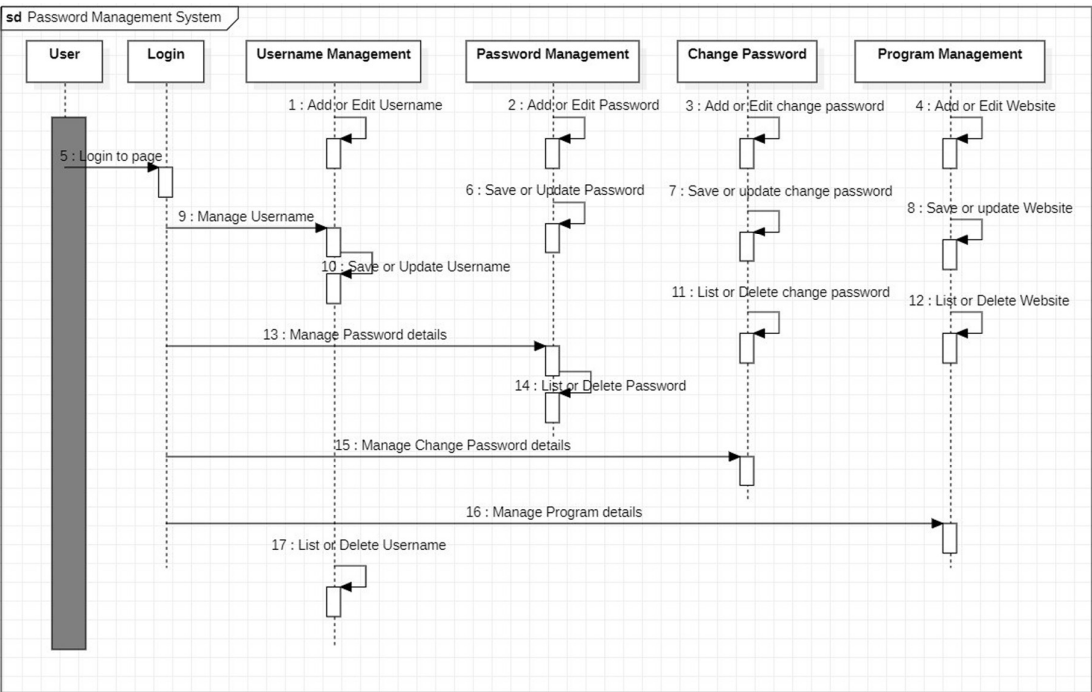 sd Password Management System
User
Login
Username Management
Password Management
Change Password
Program Management
1 : Add or Edit Username
2 : Add or Edit Password
3 : Add or Edit change password
4 : Add or Edit Website
5 : Login to page
6 : Save or Update Password
7 : Save or update change password
8 : Save or update Website
9 : Manage Username
10 : Save or Update Username
11 : List or Delete change password
12 : List or Delete Website
13 : Manage Password details
14 : List or Delete Password
15 : Manage Change Password details
16 : Manage Program details
17 : List or Delete Username